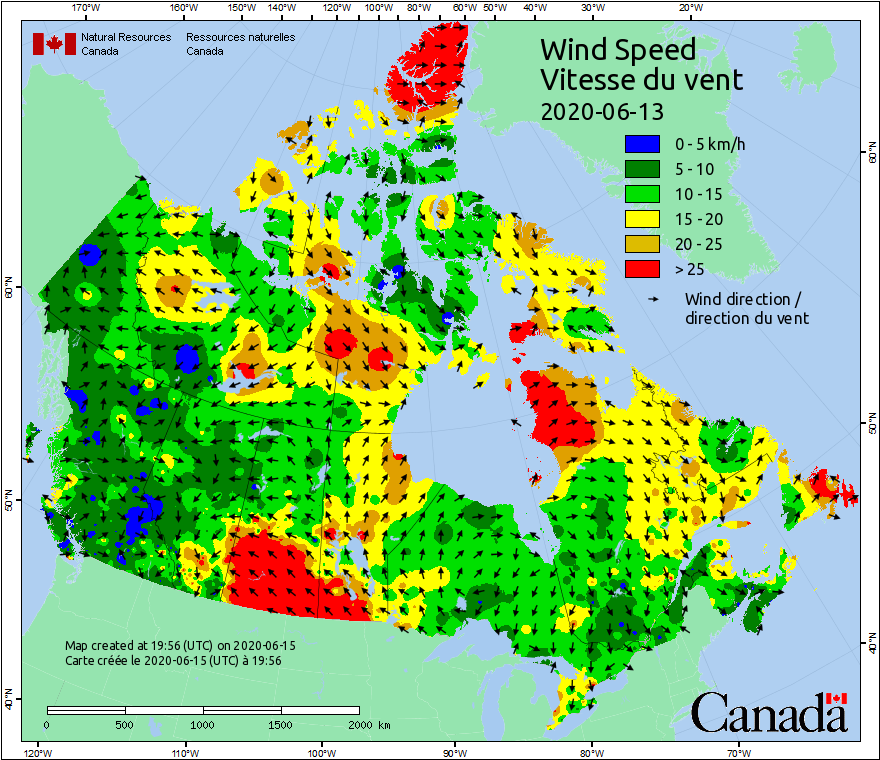 170°W 160°W 150°W 140°W 130°W 120°W 110°W 100°W 90°W 80°W 70°W 60°W 50°W 40°W 30°W 20°W
Natural Resources Canada
Ressources naturelles Canada
Wind Speed
Vitesse du vent
2020-06-13
0 - 5 km/h
5 - 10
10 - 15
15 - 20
20 - 25
> 25
Wind direction /
direction du vent
60°N
60°N
50°N
50°N
40°N
40°N
Map created at 19:56 (UTC) on 2020-06-15
Carte créée le 2020-06-15 (UTC) à 19:56
0 500 1000 1500 2000 km
Canada
120°W 110°W 100°W 90°W 80°W 70°W